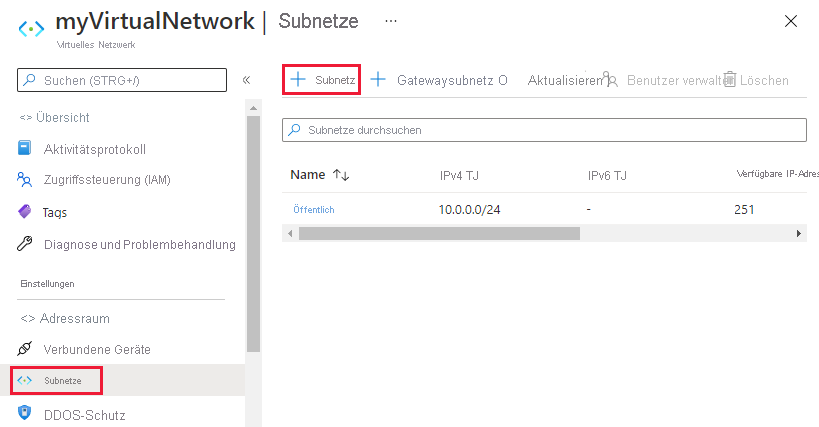 myVirtualNetwork | Subnetze ...
Virtuelles Netzwerk
Suchen (STRG+/)
<> Übersicht
Aktivitätsprotokoll
Zugriffssteuerung (IAM)
Tags
Diagnose und Problembehandlung
Einstellungen
<> Adressraum
Verbundene Geräte
Subnetze
DDOS-Schutz
+ Subnetz + Gatewaysubnetz O Aktualisieren Benutzer verwalten Löschen
Subnetze durchsuchen
Name ↑↓ IPv4 TJ IPv6 TJ Verfügbare IP-Adres
Öffentlich 10.0.0.0/24 - 251